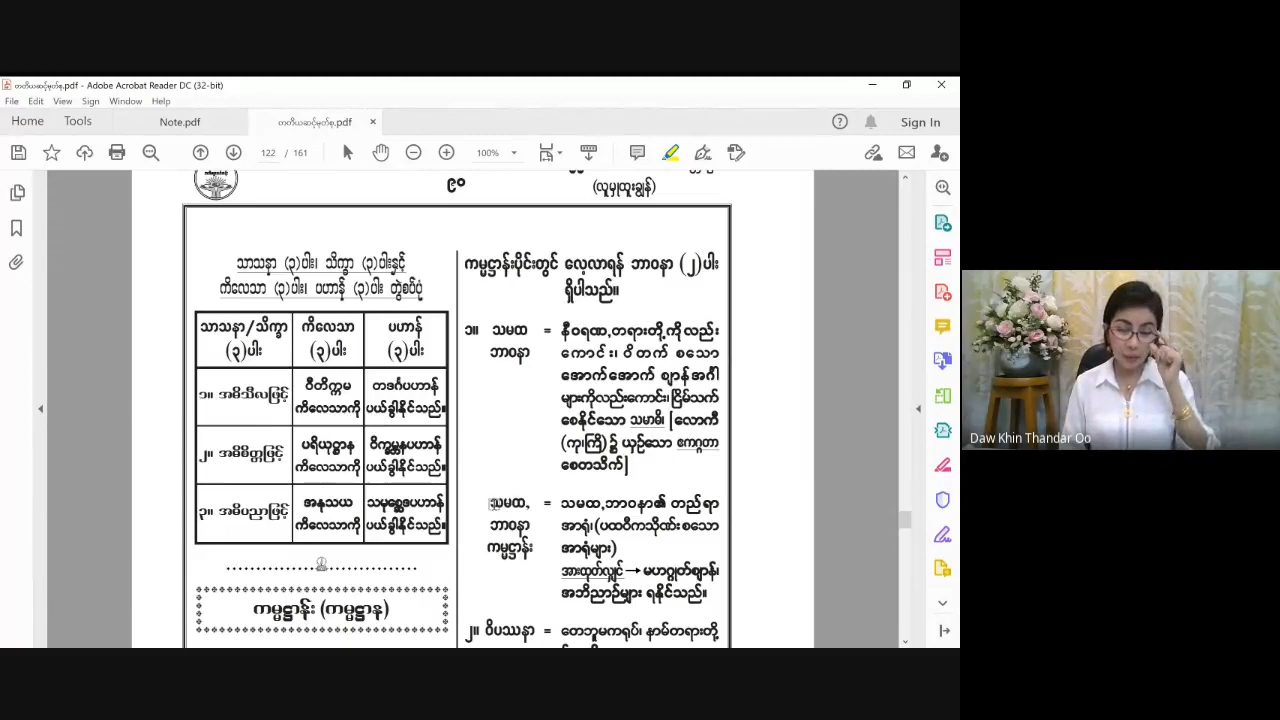 တတိယဆင့်မှတ်စု.pdf - Adobe Acrobat Reader DC (32-bit)
File Edit View Sign Window Help
Home Tools Note.pdf တတိယဆင့်မှတ်စု.pdf × Sign In
122 / 161 100%
၉၀
(လူမှုထူးချွန်)
သာသနာ (၃)ပါး၊ သိက္ခာ (၃)ပါးနှင့်
ကိလေသာ (၃)ပါး၊ ပဟာန် (၃)ပါး တွဲစပ်ပုံ
သာသနာ/သိက္ခာ ကိလေသာ ပဟာန်
(၃)ပါး (၃)ပါး (၃)ပါး
၁။ အဓိသီလဖြင့် ဝီတိက္ကမ ကိလေသာကို တဒင်္ဂပဟာန် ပယ်ခွါနိုင်သည်။
၂။ အဓိစိတ္တဖြင့် ပရိယုဋ္ဌာန ကိလေသာကို ဝိက္ခမ္ဘနပဟာန် ပယ်ခွါနိုင်သည်။
၃။ အဓိပညာဖြင့် အနုသယ ကိလေသာကို သမုစ္ဆေဒပဟာန် ပယ်ခွါနိုင်သည်။
ကမ္မဋ္ဌာန်း (ကမ္မဋ္ဌာန)
ကမ္မဋ္ဌာန်းပိုင်းတွင် လေ့လာရန် ဘာဝနာ (၂)ပါး
ရှိပါသည်။
၁။ သမထ = နီဝရဏ,တရားတို့ကိုလည်း
ဘာဝနာ ကောင်း၊ ဝိတက် စသော
အောက်အောက် ဈာန်အင်္ဂါ
များကိုလည်းကောင်း၊ ငြိမ်သက်
စေနိုင်သော သမာဓိ၊ [လောကီ
(ကု၊ကြိ)၌ ယှဉ်သော ဧကဂ္ဂတာ
စေတသိက်]
သမထ, = သမထ,ဘာဝနာ၏ တည်ရာ
ဘာဝနာ အာရုံ၊(ပထဝီကသိုဏ်းစသော
ကမ္မဋ္ဌာန်း အာရုံများ)
အားထုတ်လျှင် → မဟဂ္ဂုတ်ဈာန်၊
အဘိညာဉ်များ ရနိုင်သည်။
၂။ ဝိပဿနာ = တေဘူမကရုပ်၊ နာမ်တရားတို့
Daw Khin Thandar Oo